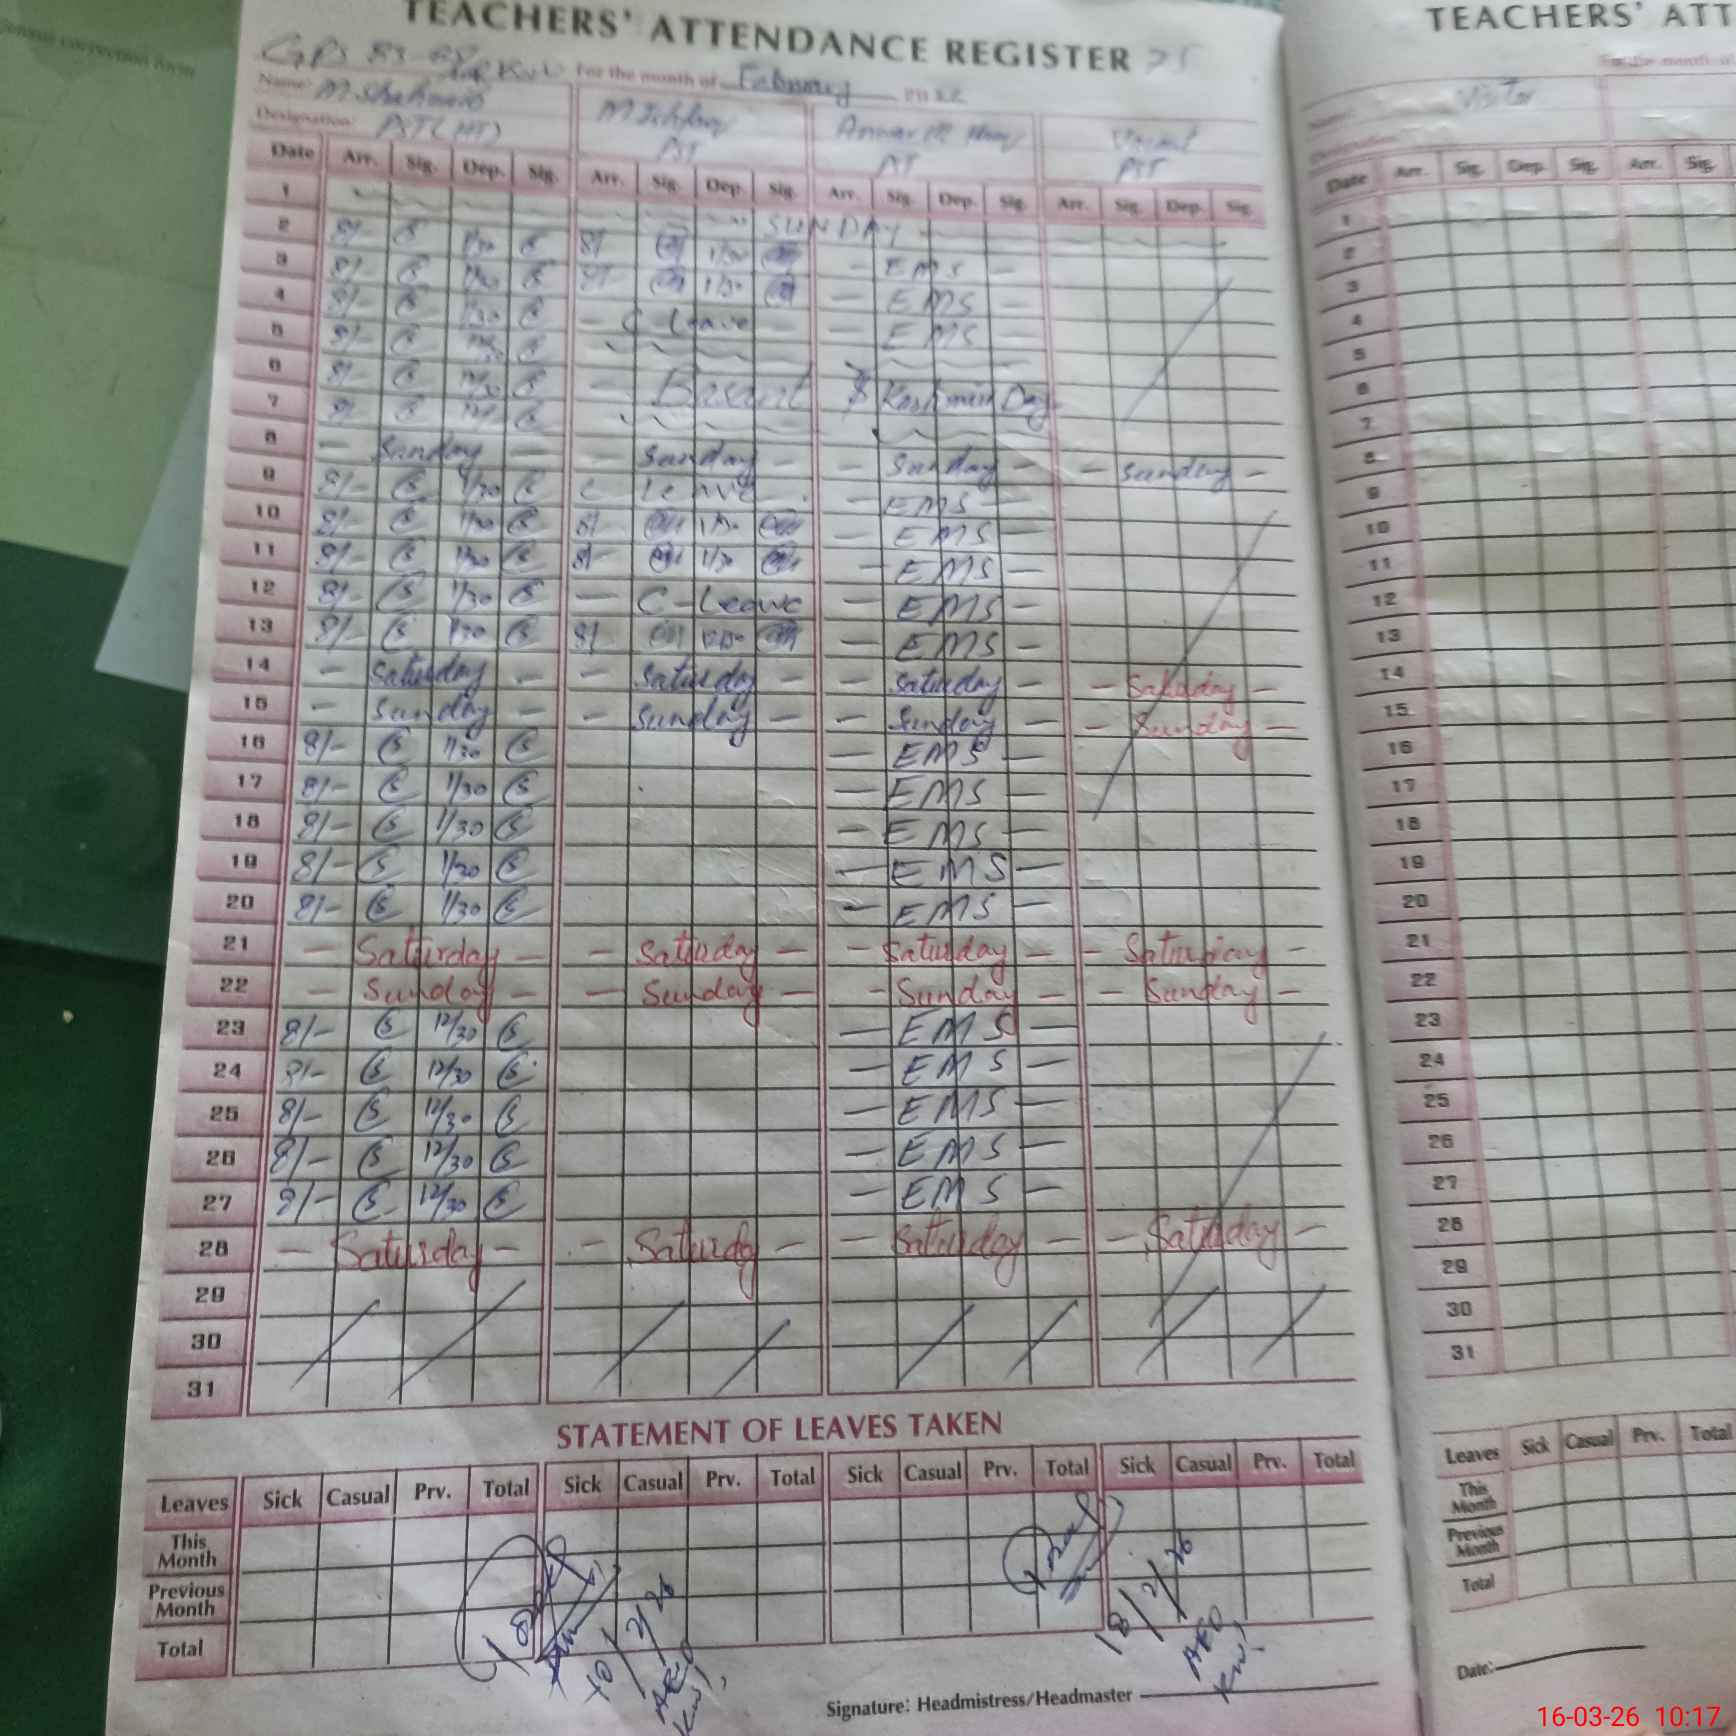 TEACHERS' ATTENDANCE REGISTER 25
For the month of February
Name: M. Shahmir
Designation: PST (HT) PST PST
Date Arr. Sig. Dep. Sig. Arr. Sig. Dep. Sig. Arr. Sig. Dep. Sig. Arr. Sig. Dep. Sig.
1 SUNDAY
2 8/- 1/30 8/ 1/30 - EMS -
3 8/- 1/30 8/ 1/30 - EMS -
4 8/- 1/30 - C Leave - - EMS -
5 8/-
6 8/- 12/30 & Kashmir Day
7 8/-
8 - Sunday - - Sunday - - Sunday - - Sunday -
9 8/- 1/30 C Leave - EMS -
10 8/- 1/30 8/ 1/30 - EMS -
11 8/- 1/30 8/ 1/30 - EMS -
12 8/- 1/30 - C-Leave - EMS -
13 8/- 1/30 8/ - EMS -
14 - Saturday - - Saturday - - Saturday - - Saturday -
15 - Sunday - - Sunday - - Sunday - - Sunday -
16 8/- 1/30 - EMS -
17 8/- 1/30 - EMS -
18 8/- 1/30 - EMS -
19 8/- 1/30 - EMS -
20 8/- 1/30 - EMS -
21 - Saturday - - Saturday - - Saturday - - Saturday -
22 - Sunday - - Sunday - - Sunday - - Sunday -
23 8/- 12/30 - EMS -
24 8/- 12/30 - EMS -
25 8/- 12/30 - EMS -
26 8/- 12/30 - EMS -
27 8/- 12/30 - EMS -
28 - Saturday - - Saturday - - Saturday - - Saturday -
29
30
31
STATEMENT OF LEAVES TAKEN
Leaves Sick Casual Prv. Total Sick Casual Prv. Total Sick Casual Prv. Total Sick Casual Prv. Total
This Month
Previous Month
Total
10/2/26
AEO
18/2/26
AEO
Signature: Headmistress/Headmaster
TEACHERS' ATT
For the month of
Visitor
Name:
Designation:
Date Arr. Sig. Dep. Sig. Arr. Sig.
1
2
3
4
5
6
7
8
9
10
11
12
13
14
15
16
17
18
19
20
21
22
23
24
25
26
27
28
29
30
31
Leaves Sick Casual Prv. Total
This Month
Previous Month
Total
Date:
16-03-26 10:17